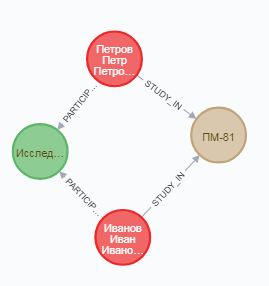 Петров
Петр
Петро...
PARTICIP...
STUDY_IN
Исслед...
ПМ-81
PARTICIP...
STUDY_IN
Иванов
Иван
Ивано...